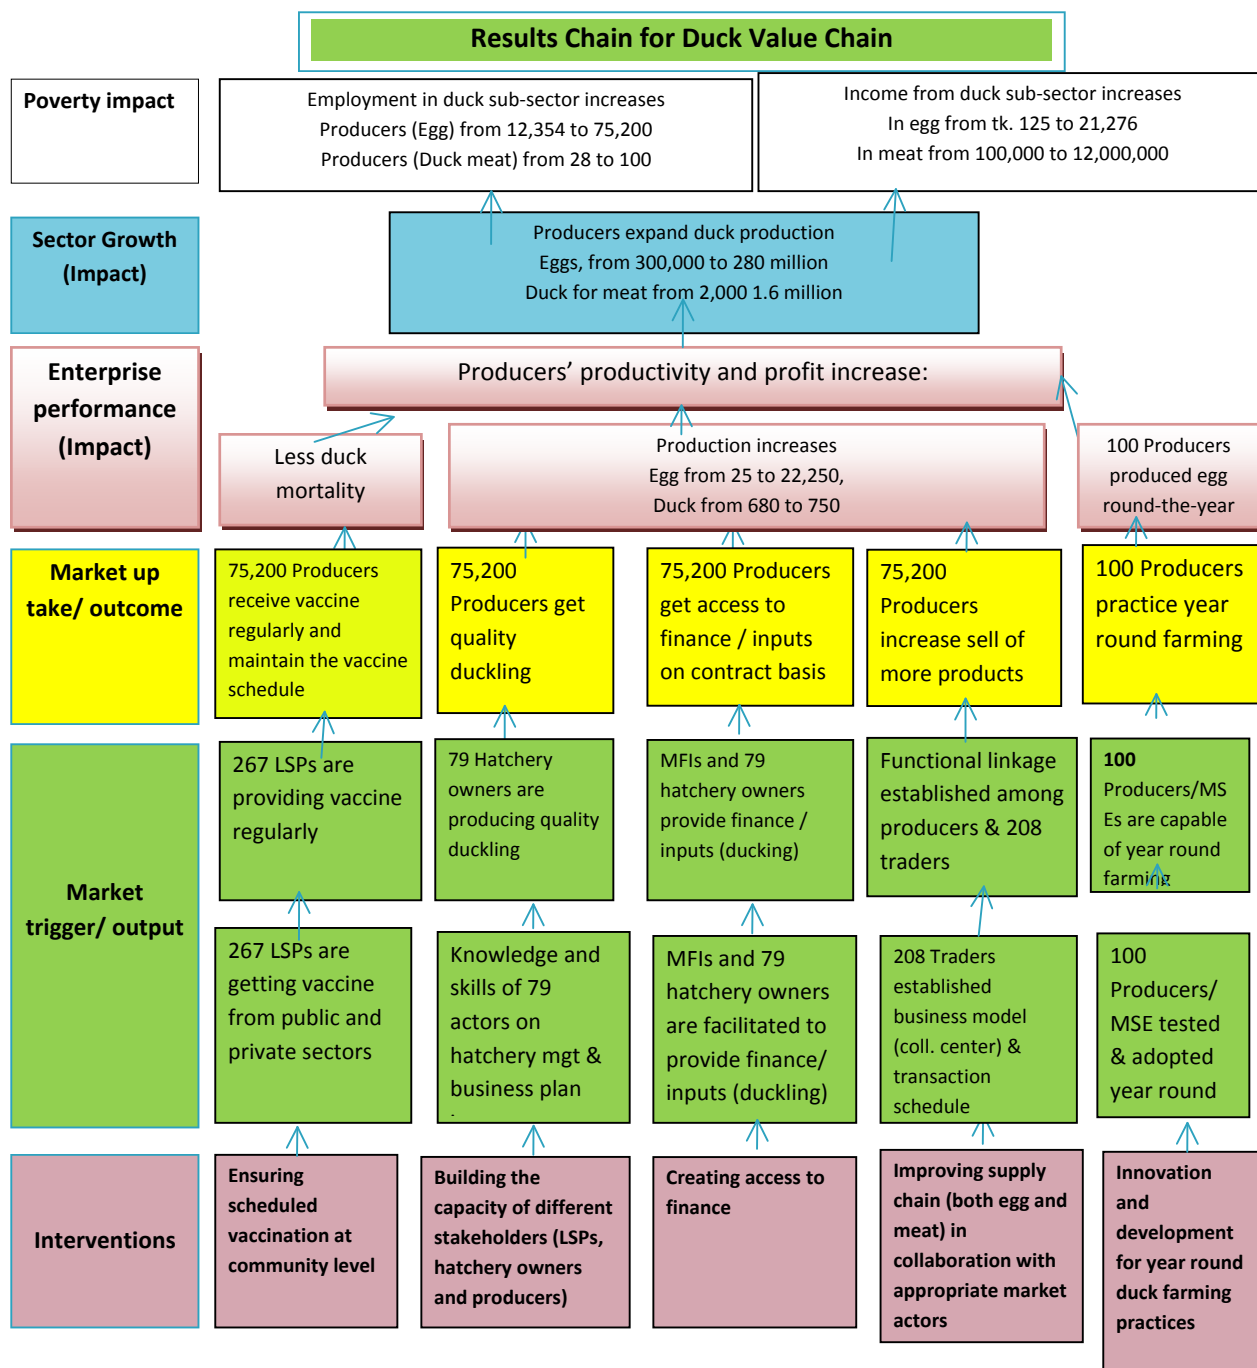 Results Chain for Duck Value Chain
Poverty impact
Employment in duck sub-sector increases
Producers (Egg) from 12,354 to 75,200
Producers (Duck meat) from 28 to 100
Income from duck sub-sector increases
In egg from tk. 125 to 21,276
In meat from 100,000 to 12,000,000
Sector Growth
(Impact)
Producers expand duck production
Eggs, from 300,000 to 280 million
Duck for meat from 2,000 1.6 million
Enterprise
performance
(Impact)
Producers’ productivity and profit increase:
Less duck
mortality
Production increases
Egg from 25 to 22,250,
Duck from 680 to 750
100 Producers
produced egg
round-the-year
Market up
take/ outcome
75,200 Producers
receive vaccine
regularly and
maintain the vaccine
schedule
75,200
Producers get
quality
duckling
75,200 Producers
get access to
finance / inputs
on contract basis
75,200
Producers
increase sell of
more products
100 Producers
practice year
round farming
Market
trigger/ output
267 LSPs are
providing vaccine
regularly
79 Hatchery
owners are
producing quality
duckling
MFIs and 79
hatchery owners
provide finance /
inputs (ducking)
Functional linkage
established among
producers & 208
traders
100
Producers/MS
Es are capable
of year round
farming
267 LSPs are
getting vaccine
from public and
private sectors
Knowledge and
skills of 79
actors on
hatchery mgt &
business plan
MFIs and 79
hatchery owners
are facilitated to
provide finance/
inputs (duckling)
208 Traders
established
business model
(coll. center) &
transaction
schedule
100
Producers/
MSE tested
& adopted
year round
Interventions
Ensuring
scheduled
vaccination at
community level
Building the
capacity of different
stakeholders (LSPs,
hatchery owners
and producers)
Creating access to
finance
Improving supply
chain (both egg and
meat) in
collaboration with
appropriate market
actors
Innovation
and
development
for year round
duck farming
practices